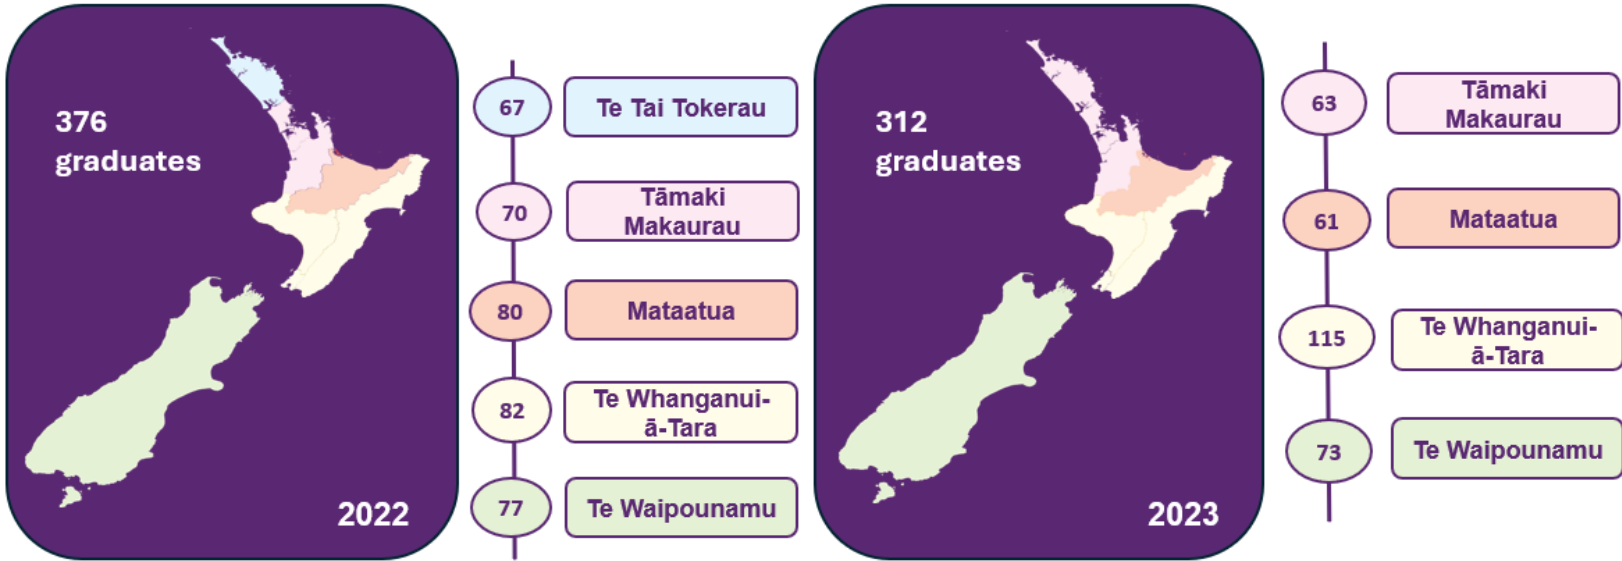 376
graduates
2022
67
Te Tai Tokerau
70
Tāmaki
Makaurau
80
Mataatua
82
Te Whanganui-
ā-Tara
77
Te Waipounamu
312
graduates
2023
63
Tāmaki
Makaurau
61
Mataatua
115
Te Whanganui-
ā-Tara
73
Te Waipounamu